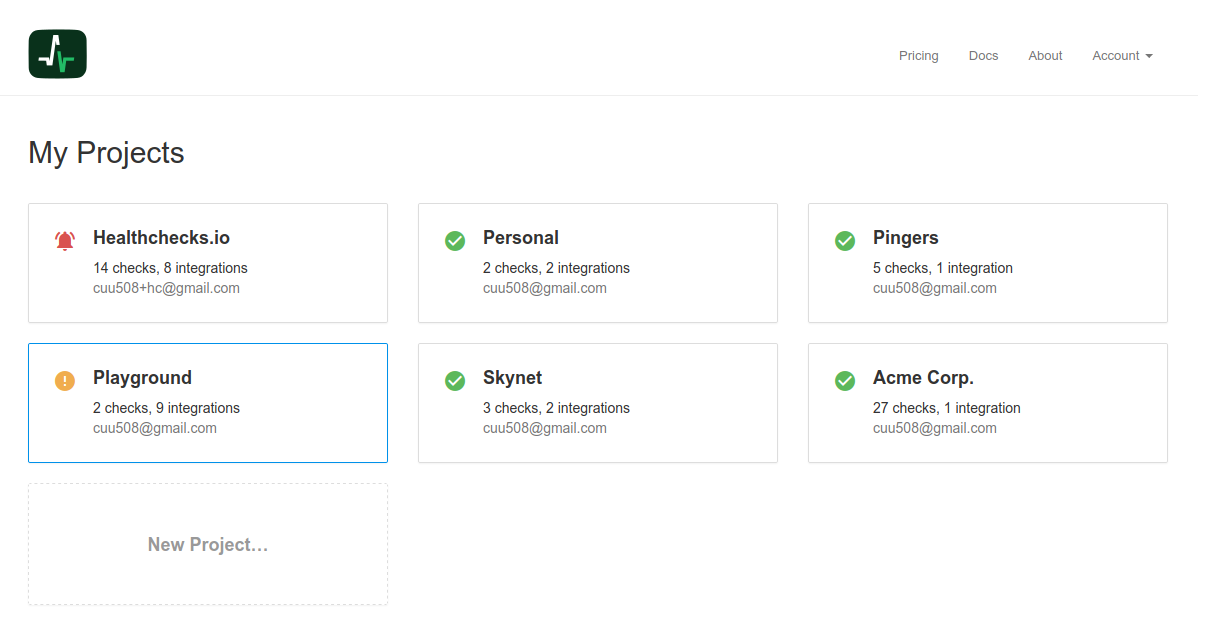 Pricing Docs About Account
My Projects
Healthchecks.io
14 checks, 8 integrations
cuu508+hc@gmail.com
Personal
2 checks, 2 integrations
cuu508@gmail.com
Pingers
5 checks, 1 integration
cuu508@gmail.com
Playground
2 checks, 9 integrations
cuu508@gmail.com
Skynet
3 checks, 2 integrations
cuu508@gmail.com
Acme Corp.
27 checks, 1 integration
cuu508@gmail.com
New Project…